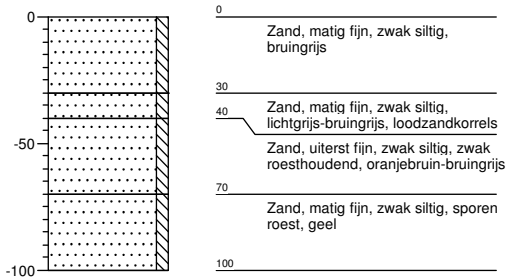 0
-50
-100
0
Zand, matig fijn, zwak siltig,
bruingrijs
30
Zand, matig fijn, zwak siltig,
lichtgrijs-bruingrijs, loodzandkorrels
40
Zand, uiterst fijn, zwak siltig, zwak
roesthoudend, oranjebruin-bruingrijs
70
Zand, matig fijn, zwak siltig, sporen
roest, geel
100